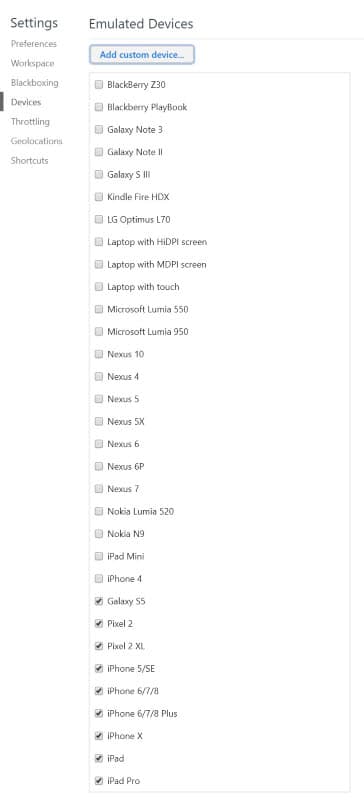 Settings
Preferences
Workspace
Blackboxing
Devices
Throttling
Geolocations
Shortcuts
Emulated Devices
Add custom device...
BlackBerry Z30
Blackberry PlayBook
Galaxy Note 3
Galaxy Note II
Galaxy S III
Kindle Fire HDX
LG Optimus L70
Laptop with HiDPI screen
Laptop with MDPI screen
Laptop with touch
Microsoft Lumia 550
Microsoft Lumia 950
Nexus 10
Nexus 4
Nexus 5
Nexus 5X
Nexus 6
Nexus 6P
Nexus 7
Nokia Lumia 520
Nokia N9
iPad Mini
iPhone 4
Galaxy S5
Pixel 2
Pixel 2 XL
iPhone 5/SE
iPhone 6/7/8
iPhone 6/7/8 Plus
iPhone X
iPad
iPad Pro